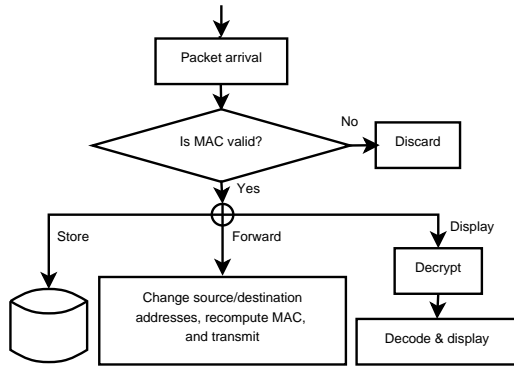 Packet arrival
Is MAC valid?
No
Discard
Yes
Store
Forward
Display
Decrypt
Change source/destination
addresses, recompute MAC,
and transmit
Decode & display